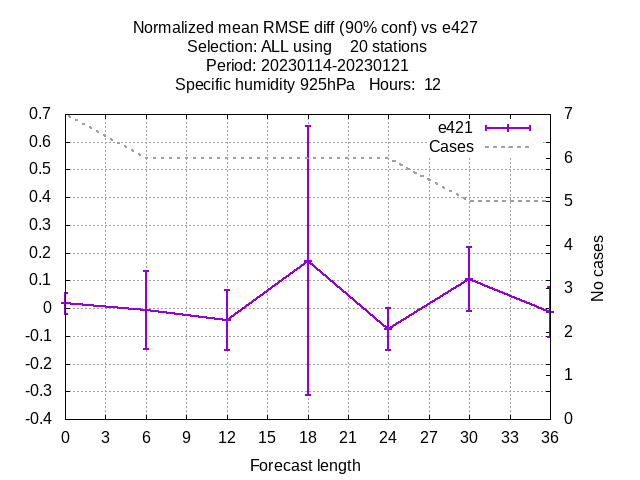 Normalized mean RMSE diff (90% conf) vs e427
Selection: ALL using    20 stations
Period: 20230114-20230121
Specific humidity 925hPa   Hours:  12
0.7
0.6
0.5
0.4
0.3
0.2
0.1
0
-0.1
-0.2
-0.3
-0.4
e421
Cases
7
6
5
4
3
2
1
0
No cases
0 3 6 9 12 15 18 21 24 27 30 33 36
Forecast length